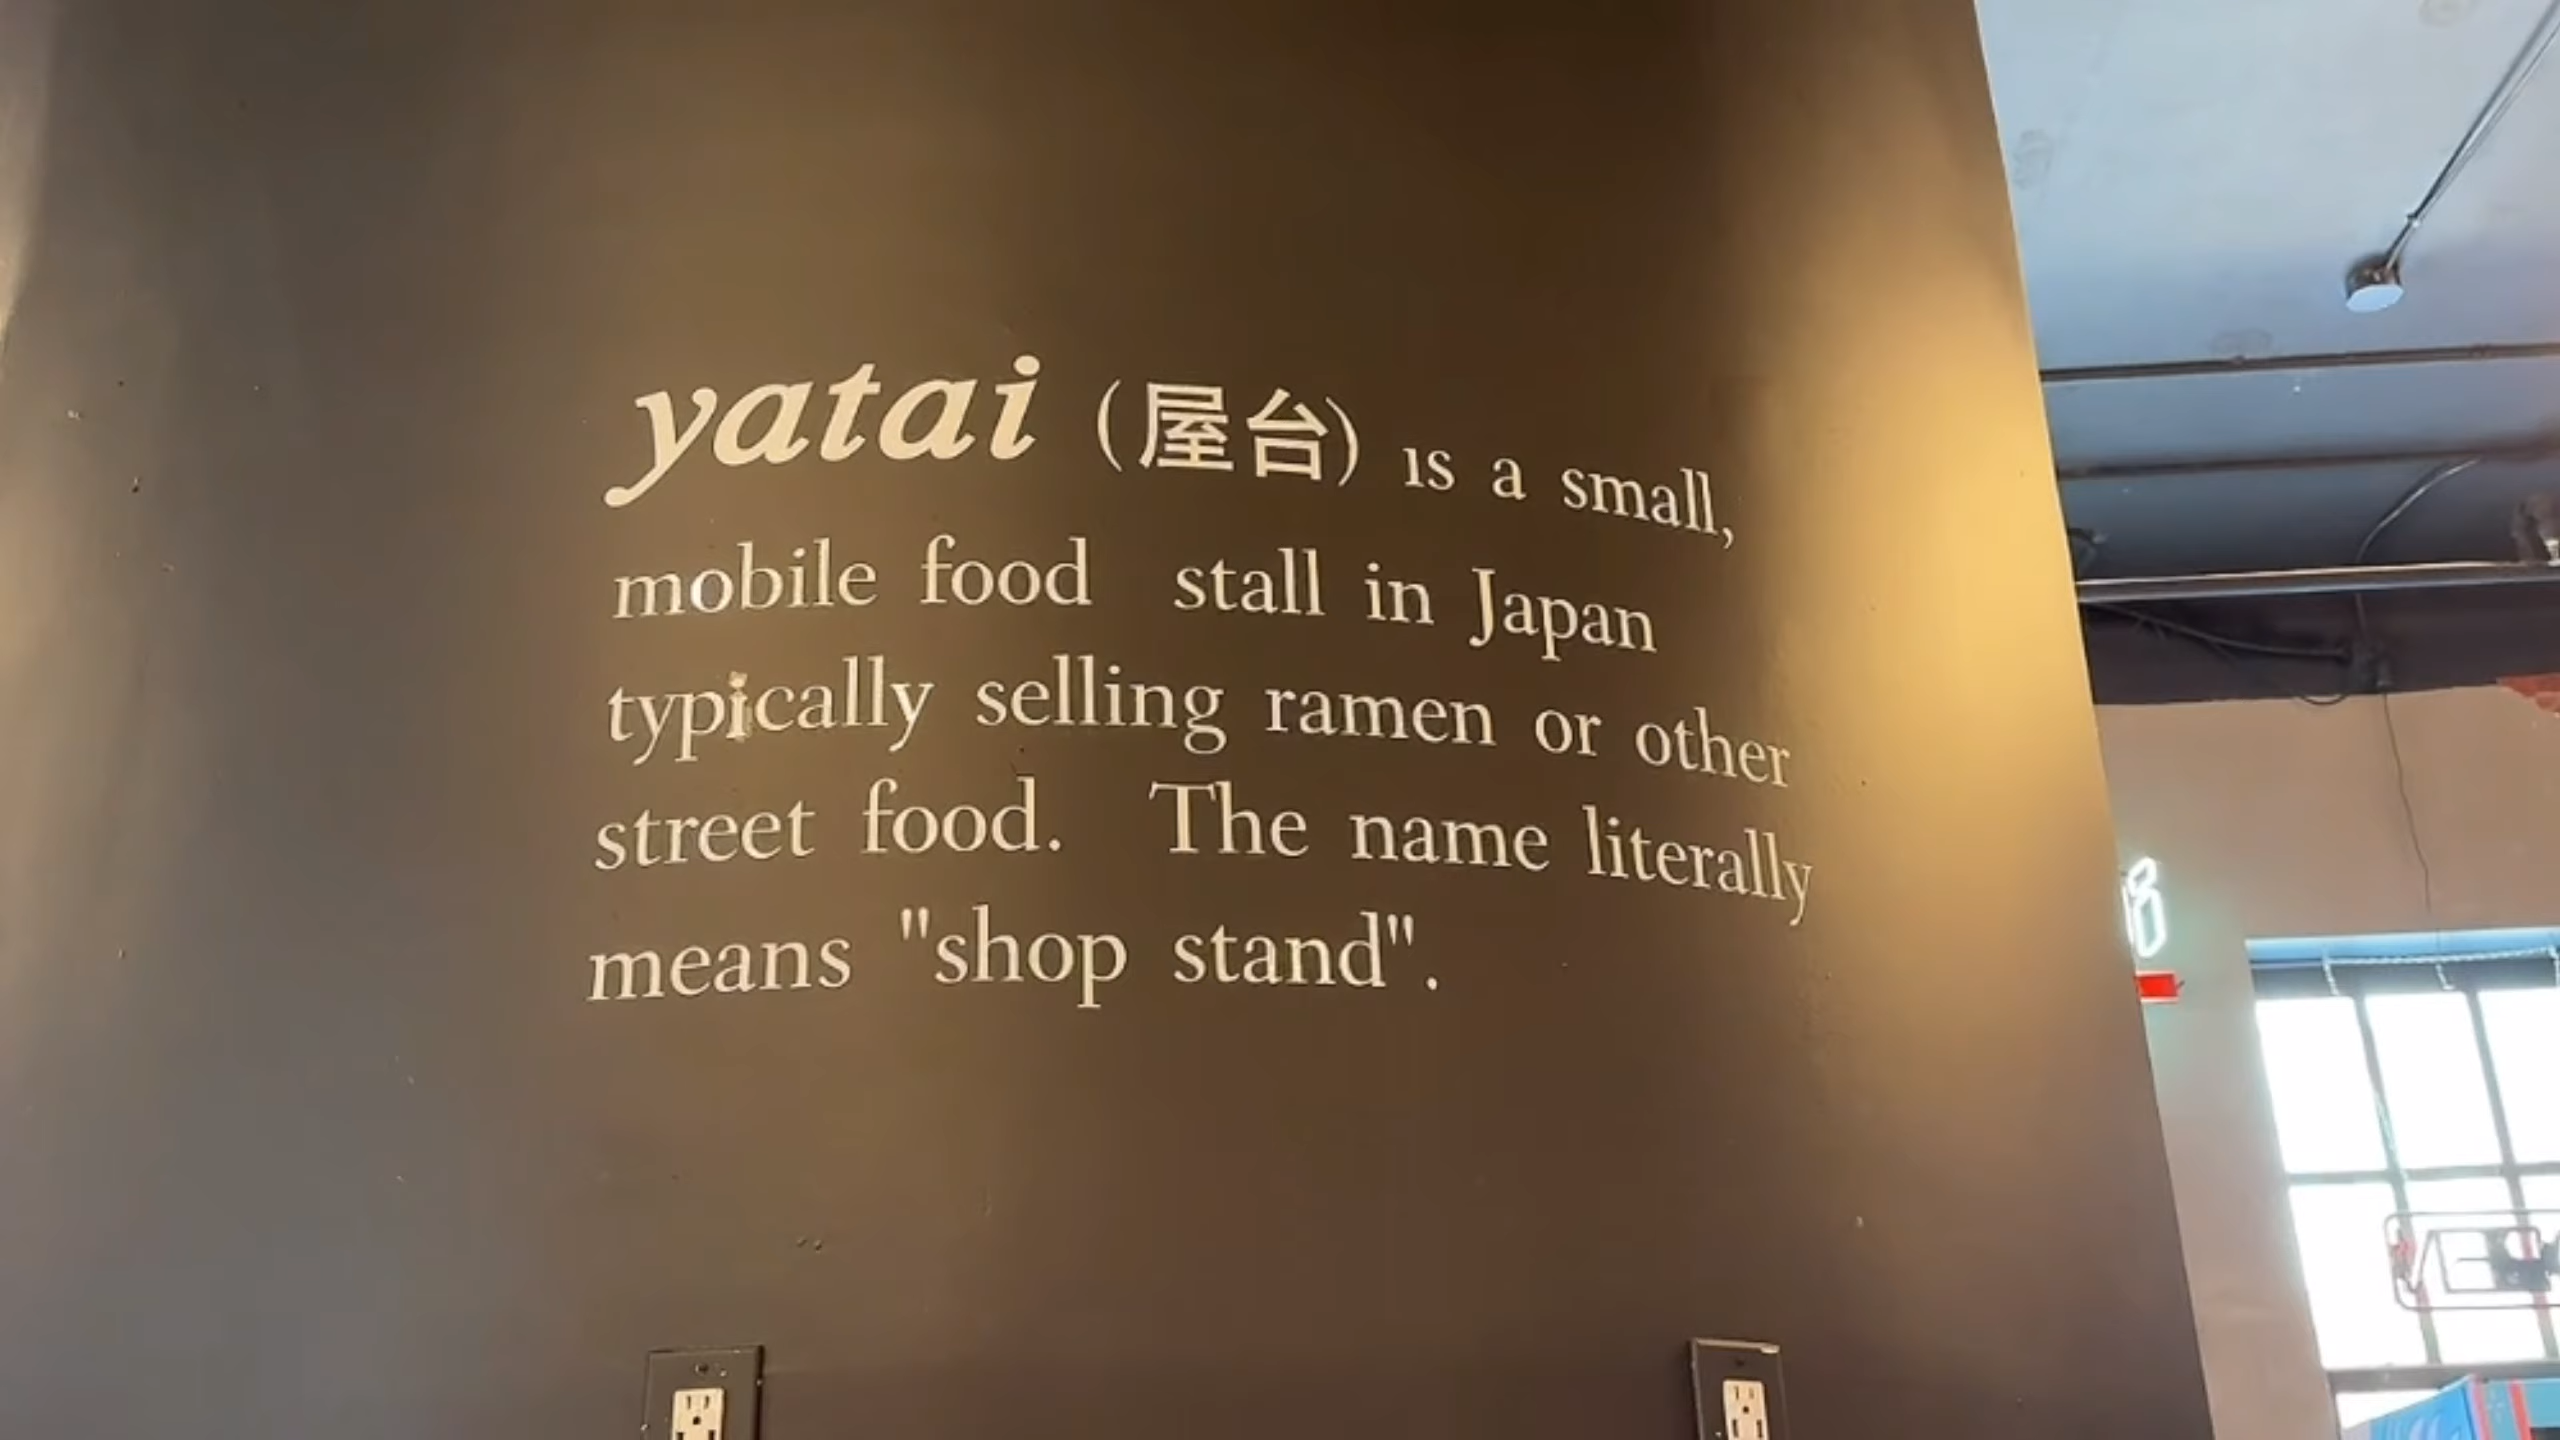 yatai (屋台) is a small,
mobile food stall in Japan
typically selling ramen or other
street food. The name literally
means "shop stand".